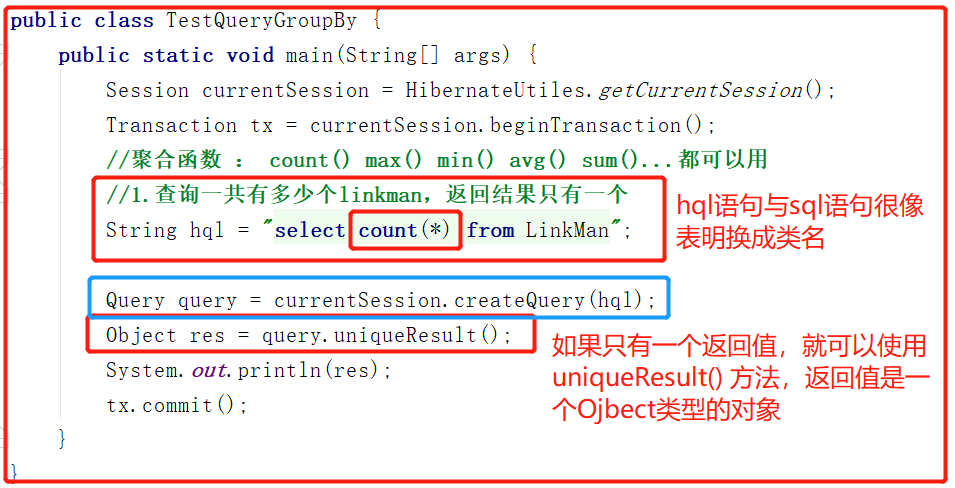 public class TestQueryGroupBy {
public static void main(String[] args) {
Session currentSession = HibernateUtiles.getCurrentSession();
Transaction tx = currentSession.beginTransaction();
//聚合函数 : count() max() min() avg() sum()...都可以用
//1.查询一共有多少个linkman，返回结果只有一个
String hql = "select count(*) from LinkMan";
hql语句与sql语句很像
表明换成类名
Query query = currentSession.createQuery(hql);
Object res = query.uniqueResult();
System.out.println(res);
tx.commit();
如果只有一个返回值，就可以使用
uniqueResult() 方法，返回值是一
个Ojbect类型的对象
}
}